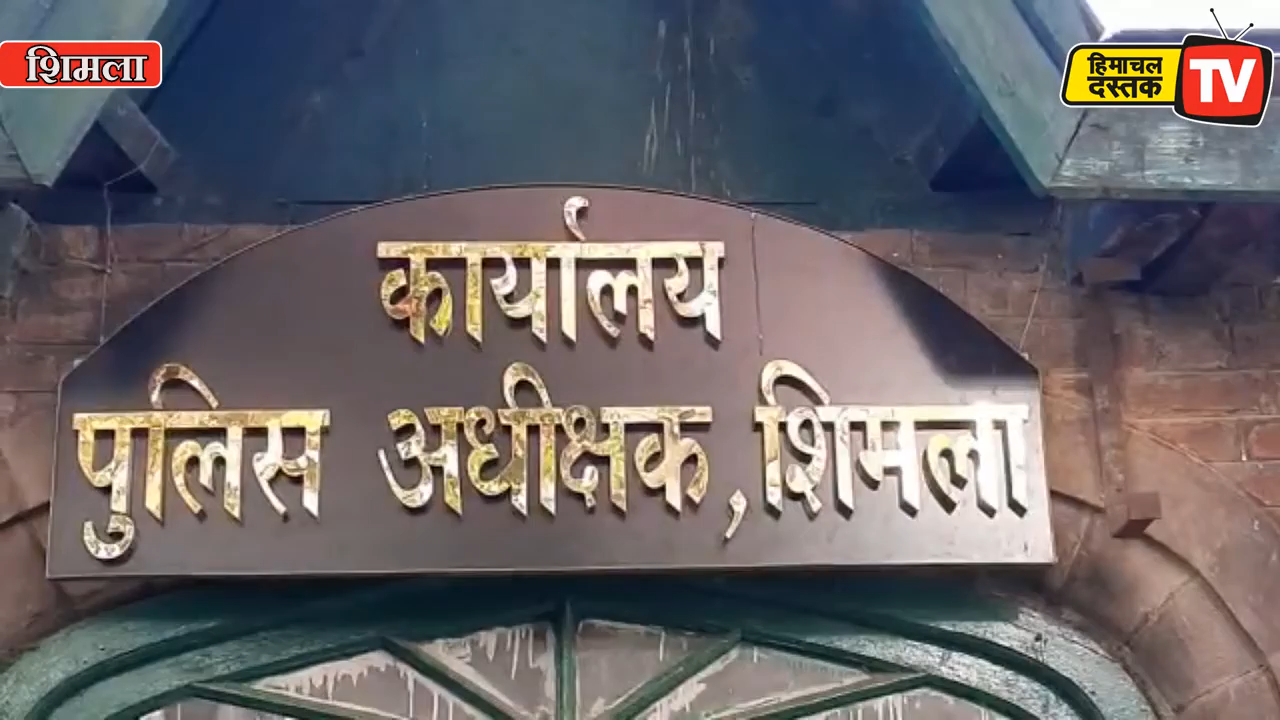 शिमला
हिमाचल
दस्तक
TV
कार्यालय
पुलिस अधीक्षक, शिमला